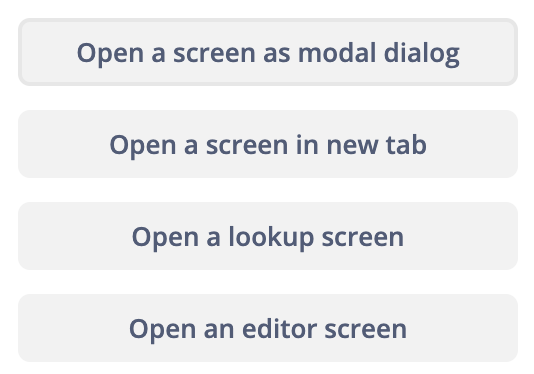 Open a screen as modal dialog
Open a screen in new tab
Open a lookup screen
Open an editor screen